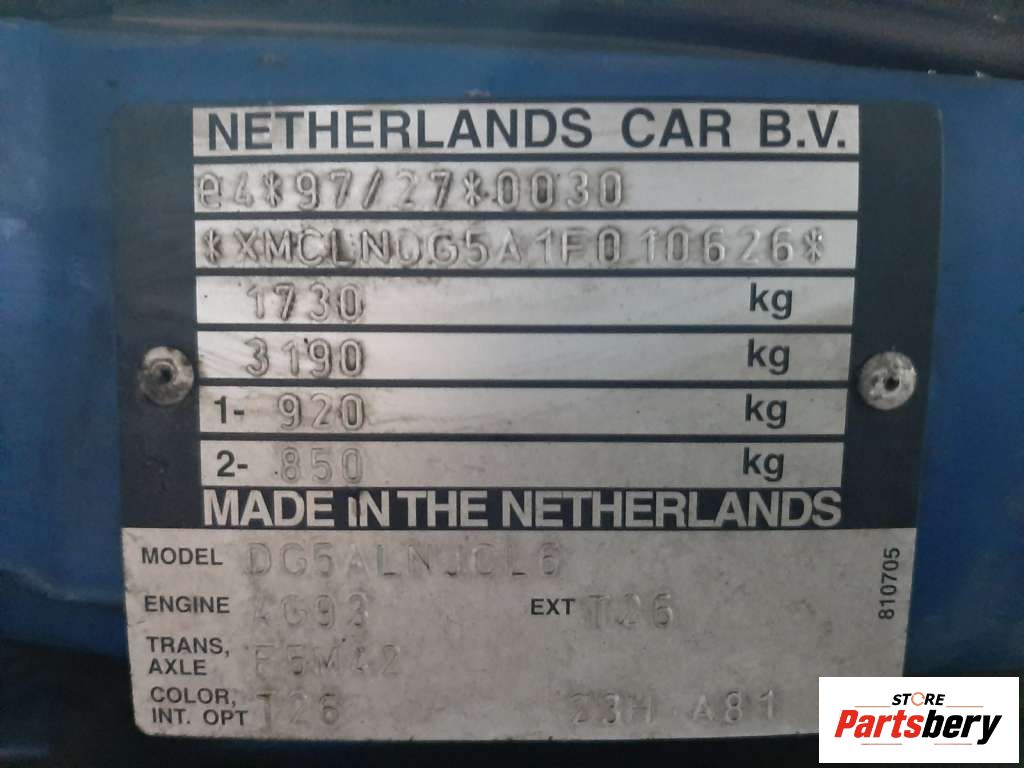 NETHERLANDS CAR B.V.
e4*97/27*0030
*XMCLNDG5A1F010626*
1730 kg
3190 kg
1- 920 kg
2- 850 kg
MADE IN THE NETHERLANDS
MODEL DG5ALNJCL6
ENGINE 4G93 EXT T26
TRANS, AXLE F5M42
COLOR, INT. OPT T26 23H A81
810705
STORE
Partsbery